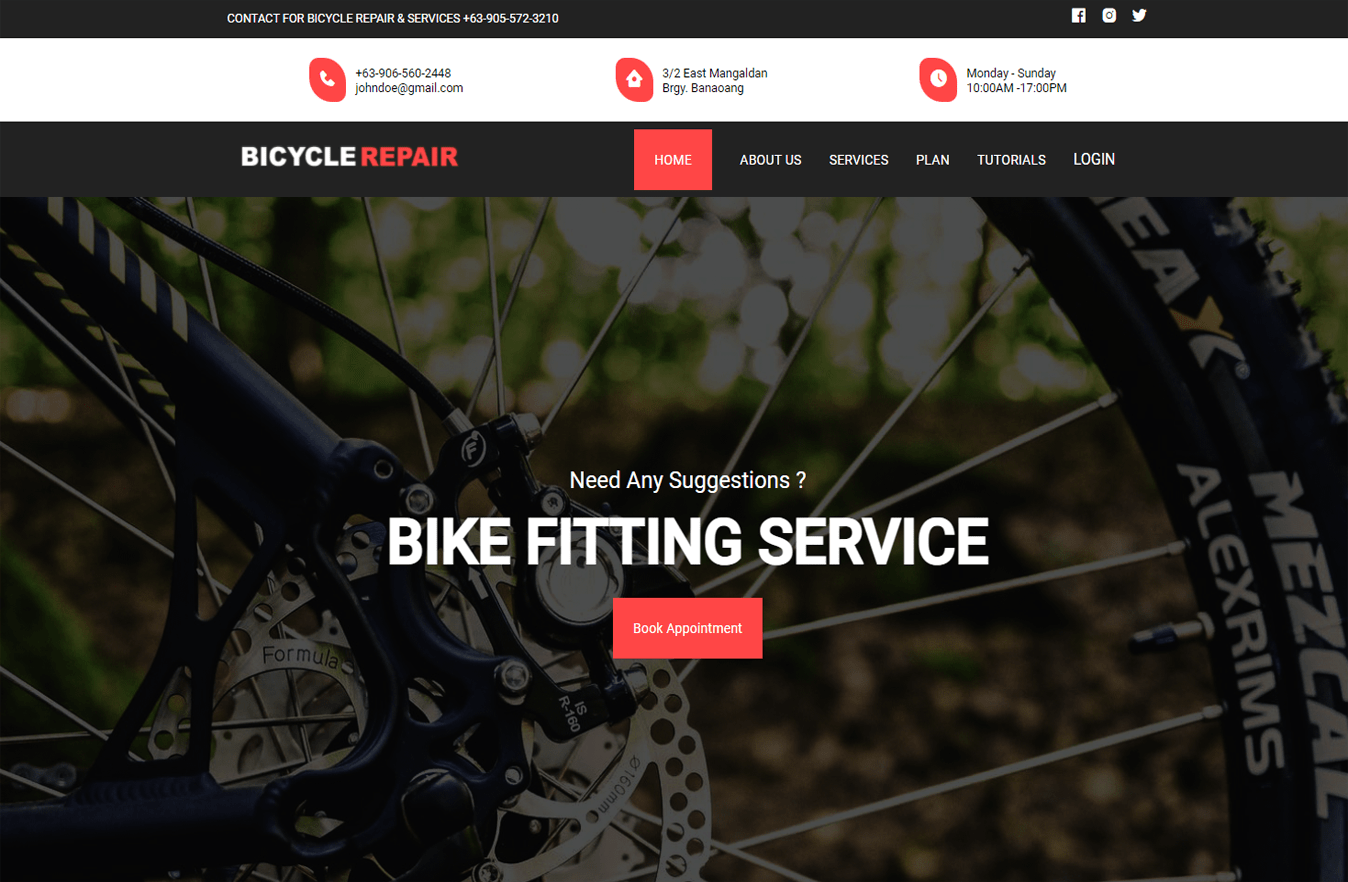 CONTACT FOR BICYCLE REPAIR & SERVICES +63-905-572-3210
+63-906-560-2448
johndoe@gmail.com
3/2 East Mangaldan
Brgy. Banaoang
Monday - Sunday
10:00AM -17:00PM
BICYCLE REPAIR
HOME
ABOUT US
SERVICES
PLAN
TUTORIALS
LOGIN
Need Any Suggestions ?
BIKE FITTING SERVICE
Book Appointment
Formula
IS
R-160
Ø160mm
MEZCAL
ALEXRIMS